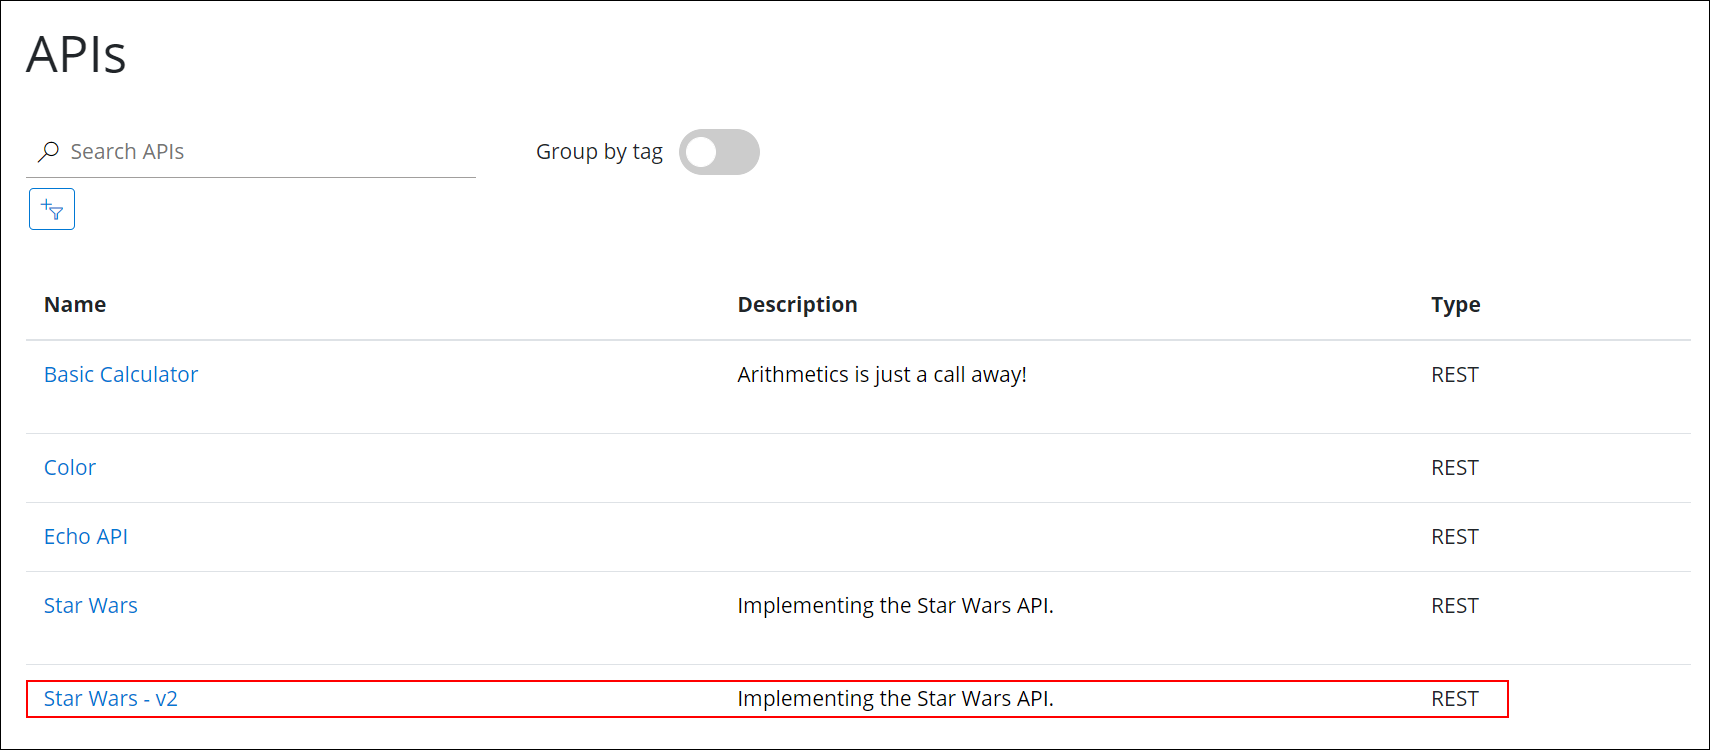 APIs
Search APIs
Group by tag
Name Description Type
Basic Calculator Arithmetics is just a call away! REST
Color REST
Echo API REST
Star Wars Implementing the Star Wars API. REST
Star Wars - v2 Implementing the Star Wars API. REST